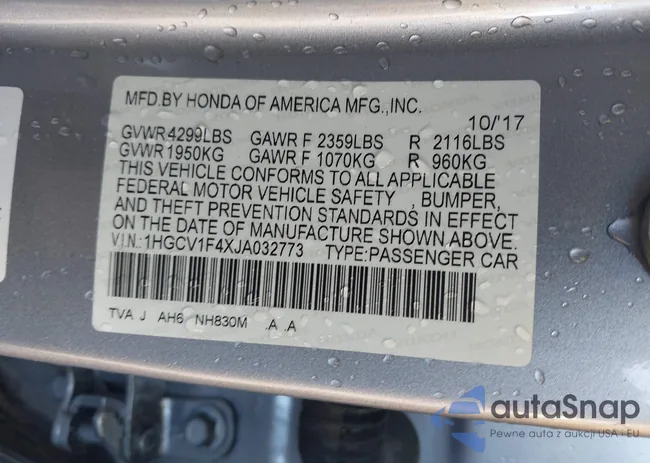 MFD.BY HONDA OF AMERICA MFG.,INC.
10/'17
GVWR 4299LBS GAWR F 2359LBS R 2116LBS
GVWR 1950KG GAWR F 1070KG R 960KG
THIS VEHICLE CONFORMS TO ALL APPLICABLE
FEDERAL MOTOR VEHICLE SAFETY , BUMPER,
AND THEFT PREVENTION STANDARDS IN EFFECT
ON THE DATE OF MANUFACTURE SHOWN ABOVE.
V.I.N.:1HGCV1F4XJA032773 TYPE:PASSENGER CAR
TVA J AH6 NH830M .A .A
autoSnap
Pewne auta z aukcji USA i EU